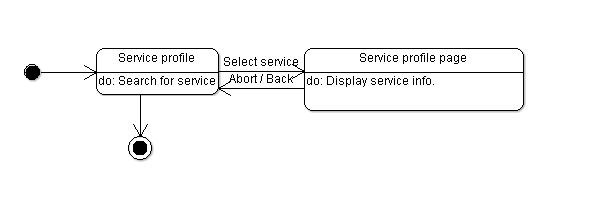 Service profile
do: Search for service
Select service
Abort / Back
Service profile page
do: Display service info.